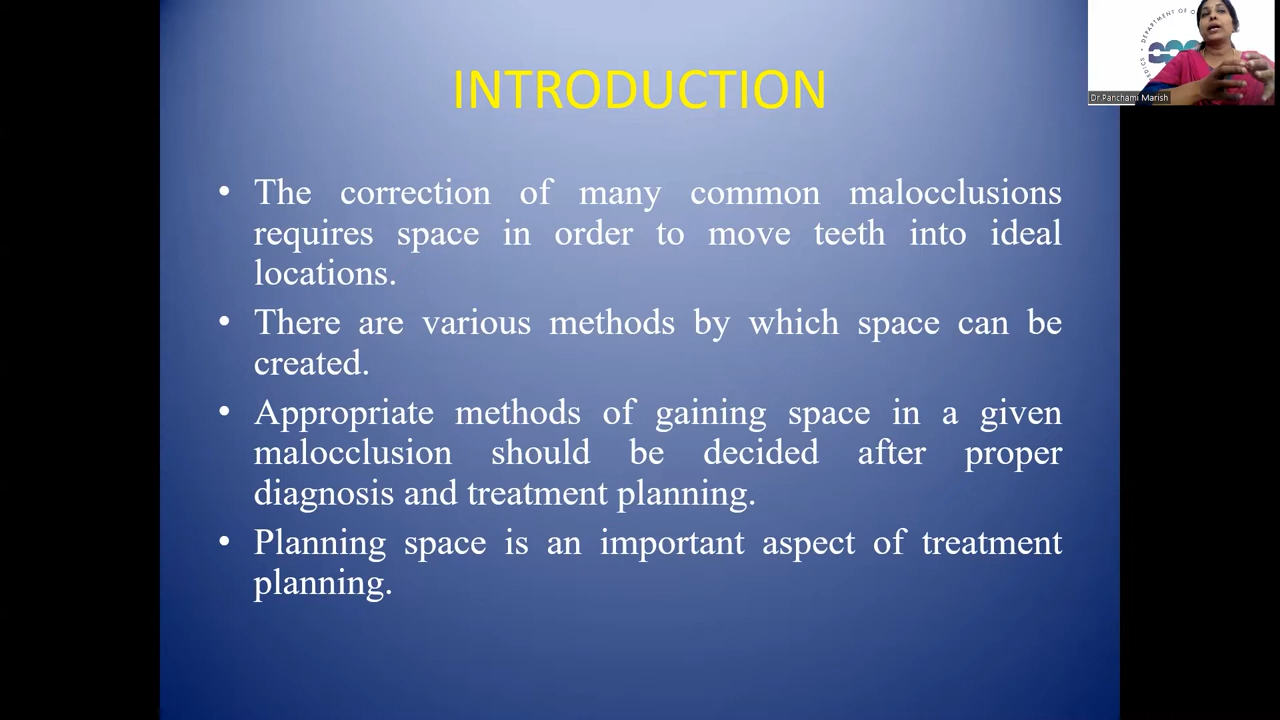 INTRODUCTION
• The correction of many common malocclusions
requires space in order to move teeth into ideal
locations.
• There are various methods by which space can be
created.
• Appropriate methods of gaining space in a given
malocclusion should be decided after proper
diagnosis and treatment planning.
• Planning space is an important aspect of treatment
planning.
DEPARTMENT OF
Dr Panchami Marish